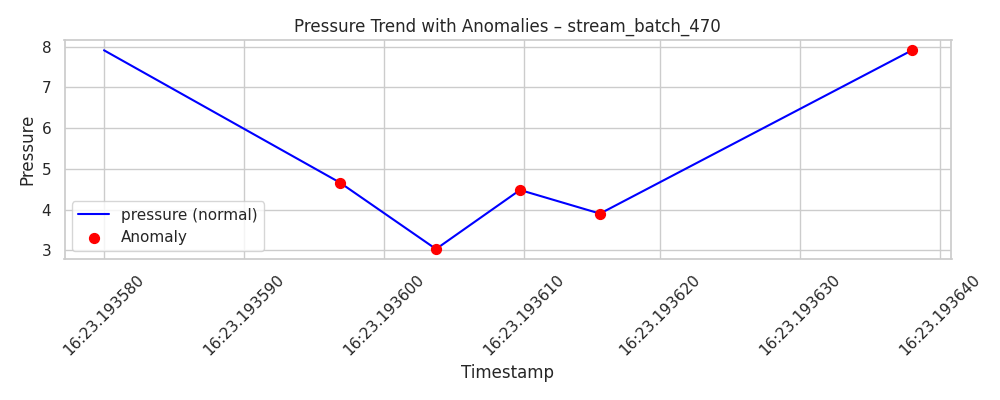 Pressure Trend with Anomalies – stream_batch_470
Pressure
8
7
6
5
4
3
pressure (normal)
Anomaly
16:23.193580
16:23.193590
16:23.193600
16:23.193610
16:23.193620
16:23.193630
16:23.193640
Timestamp